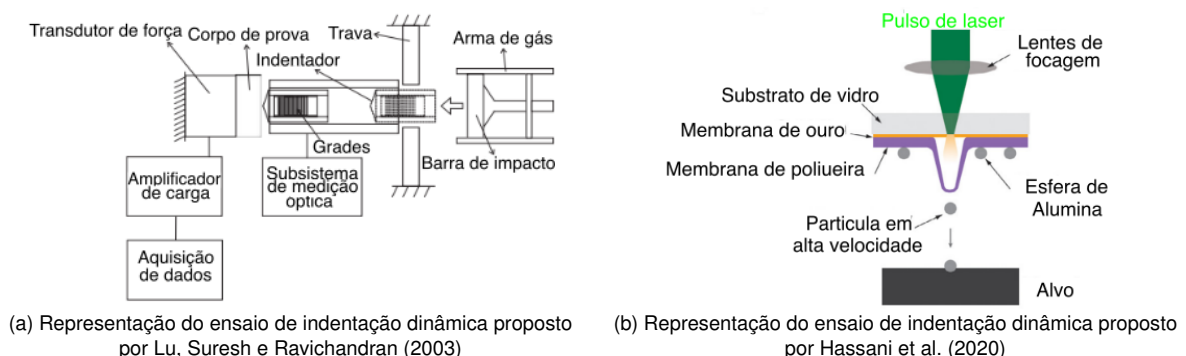 Transdutor de força
Corpo de prova
Trava
Indentador
Arma de gás
Grades
Barra de impacto
Amplificador
de carga
Subsistema
de medição
optica
Aquisição
de dados
(a) Representação do ensaio de indentação dinâmica proposto
por Lu, Suresh e Ravichandran (2003)
Pulso de laser
Lentes de
focagem
Substrato de vidro
Membrana de ouro
Membrana de poliueira
Esfera de
Alumina
Particula em
alta velocidade
Alvo
(b) Representação do ensaio de indentação dinâmica proposto
por Hassani et al. (2020)